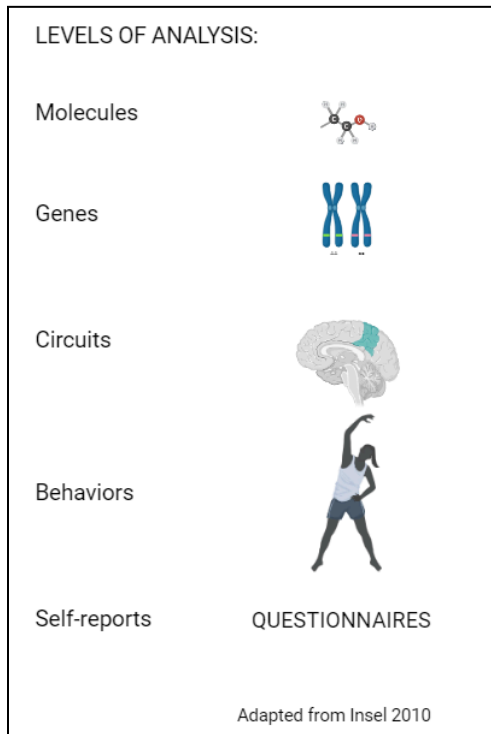 LEVELS OF ANALYSIS:
Molecules
Genes
Circuits
Behaviors
Self-reports QUESTIONNAIRES
Adapted from Insel 2010